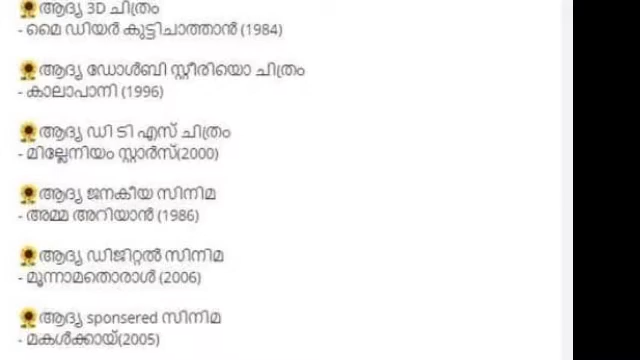 🌻ആദ്യ 3D ചിത്രം
- മൈ ഡിയർ കുട്ടിചാത്താൻ (1984)
🌻ആദ്യ ഡോൾബി സ്റ്റീരിയൊ ചിത്രം
- കാലാപാനി (1996)
🌻ആദ്യ ഡി ടി എസ് ചിത്രം
- മില്ലേനിയം സ്റ്റാർസ്(2000)
🌻ആദ്യ ജനകീയ സിനിമ
- അമ്മ അറിയാൻ (1986)
🌻ആദ്യ ഡിജിറ്റൽ സിനിമ
- മൂന്നാമതൊരാൾ (2006)
🌻ആദ്യ sponsered സിനിമ
- മകൾക്കായ്(2005)